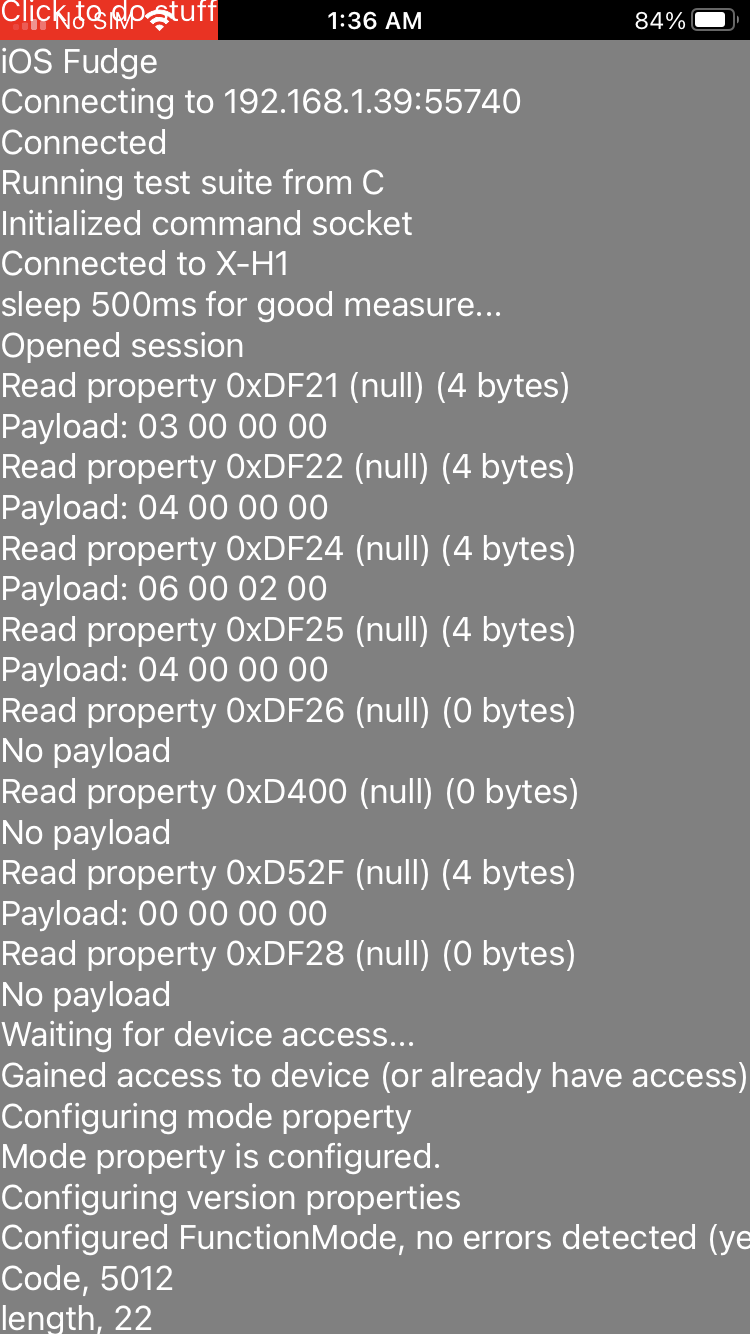 Click to do stuff
No SIM 1:36 AM 84%
iOS Fudge
Connecting to 192.168.1.39:55740
Connected
Running test suite from C
Initialized command socket
Connected to X-H1
sleep 500ms for good measure...
Opened session
Read property 0xDF21 (null) (4 bytes)
Payload: 03 00 00 00
Read property 0xDF22 (null) (4 bytes)
Payload: 04 00 00 00
Read property 0xDF24 (null) (4 bytes)
Payload: 06 00 02 00
Read property 0xDF25 (null) (4 bytes)
Payload: 04 00 00 00
Read property 0xDF26 (null) (0 bytes)
No payload
Read property 0xD400 (null) (0 bytes)
No payload
Read property 0xD52F (null) (4 bytes)
Payload: 00 00 00 00
Read property 0xDF28 (null) (0 bytes)
No payload
Waiting for device access...
Gained access to device (or already have access)
Configuring mode property
Mode property is configured.
Configuring version properties
Configured FunctionMode, no errors detected (ye
Code, 5012
length, 22